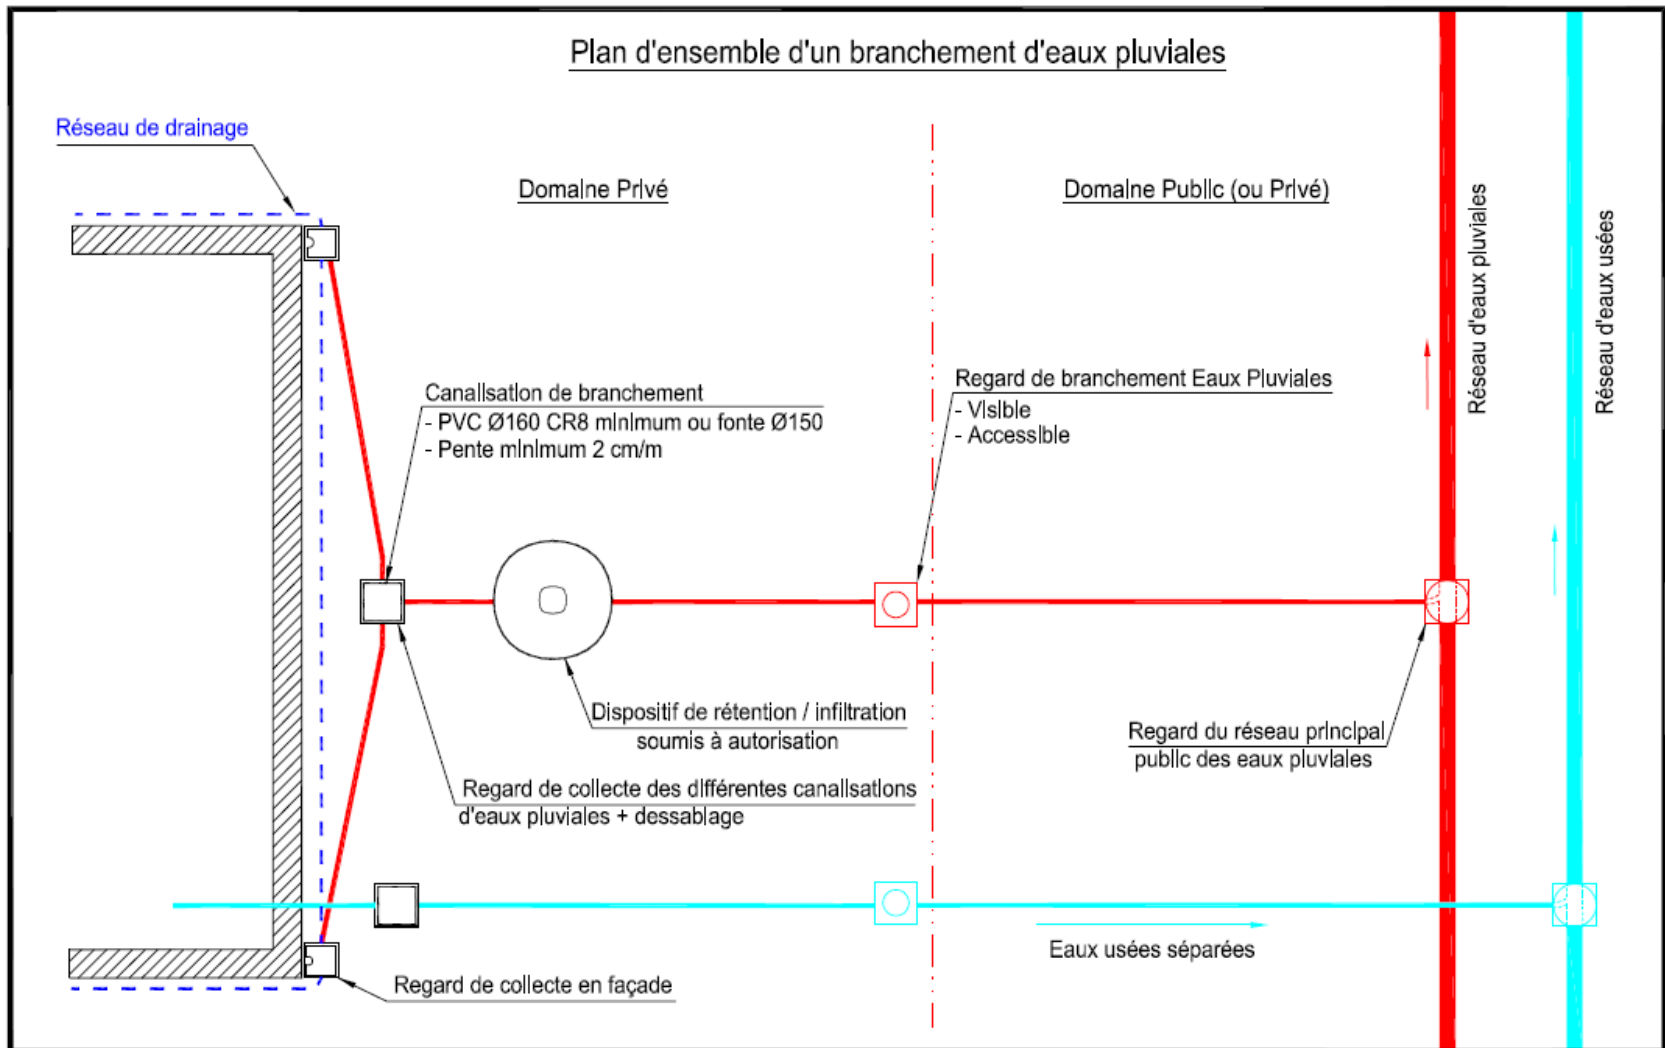 Plan d'ensemble d'un branchement d'eaux pluviales
Réseau de drainage
Domaine Privé
Domaine Public (ou Privé)
Réseau d'eaux pluviales
Réseau d'eaux usées
Canalisation de branchement
- PVC Ø160 CR8 minimum ou fonte Ø150
- Pente minimum 2 cm/m
Regard de branchement Eaux Pluviales
- Visible
- Accessible
Dispositif de rétention / infiltration
soumis à autorisation
Regard du réseau principal
public des eaux pluviales
Regard de collecte des différentes canalisations
d'eaux pluviales + dessablage
Eaux usées séparées
Regard de collecte en façade